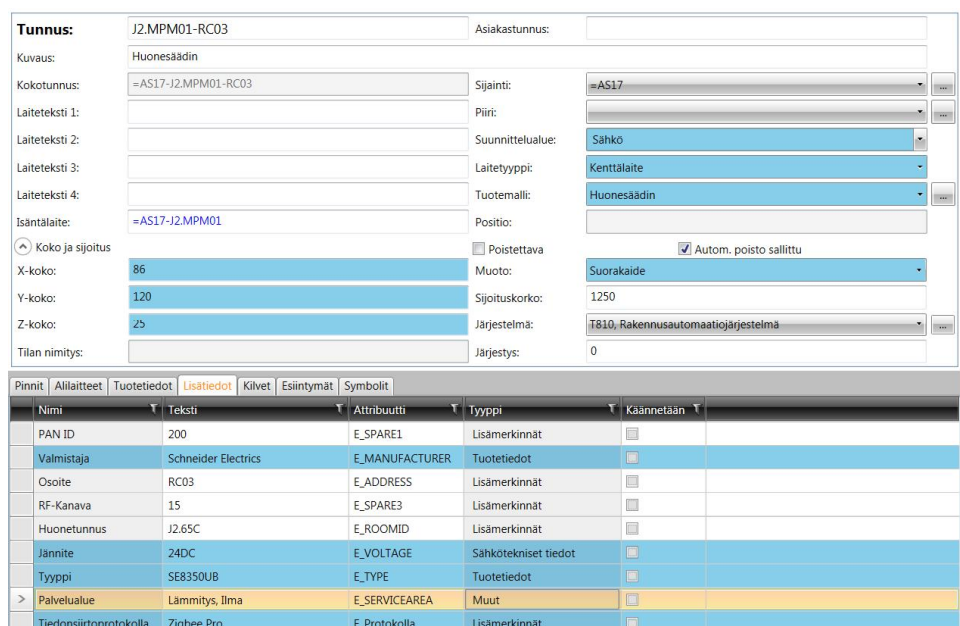 Tunnus: J2.MPM01-RC03 Asiakastunnus:
Kuvaus: Huonesäädin
Kokotunnus: =AS17-J2.MPM01-RC03 Sijainti: =AS17 ...
Laiteteksti 1: Piiri: ...
Laiteteksti 2: Suunnittelualue: Sähkö
Laiteteksti 3: Laitetyyppi: Kenttälaite
Laiteteksti 4: Tuotemalli: Huonesäädin ...
Isäntälaite: =AS17-J2.MPM01 Positio:
Koko ja sijoitus Poistettava Autom. poisto sallittu
X-koko: 86 Muoto: Suorakaide
Y-koko: 120 Sijoituskorko: 1250
Z-koko: 25 Järjestelmä: T810, Rakennusautomaatiojärjestelmä ...
Tilan nimitys: Järjestys: 0
Pinnit Alilaitteet Tuotetiedot Lisätiedot Kilvet Esiintymät Symbolit
Nimi Teksti Attribuutti Tyyppi Käännetään
PAN ID 200 E_SPARE1 Lisämerkinnät
Valmistaja Schneider Electrics E_MANUFACTURER Tuotetiedot
Osoite RC03 E_ADDRESS Lisämerkinnät
RF-Kanava 15 E_SPARE3 Lisämerkinnät
Huonetunnus J2.65C E_ROOMID Lisämerkinnät
Jännite 24DC E_VOLTAGE Sähkötekniset tiedot
Tyyppi SE8350UB E_TYPE Tuotetiedot
> Palvelualue Lämmitys, Ilma E_SERVICEAREA Muut
Tiedonsiirtoprotokolla Zigbee Pro E_Protokolla Lisämerkinnät